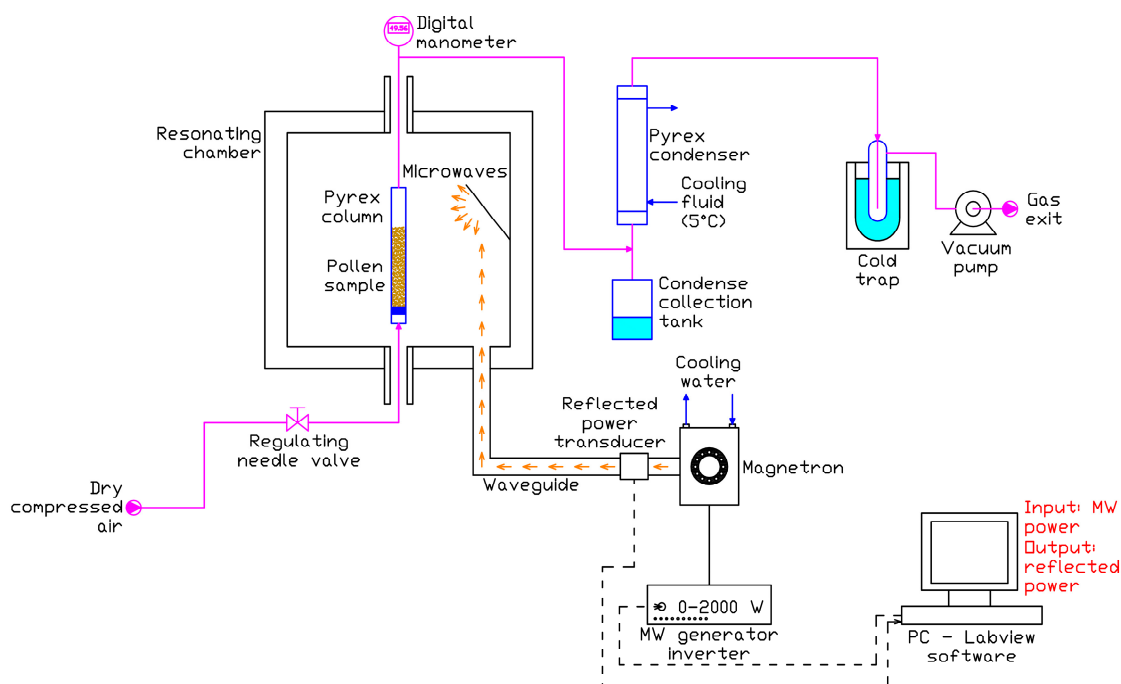 49.56
Digital
manometer
Resonating
chamber
Microwaves
Pyrex
column
Pollen
sample
Pyrex
condenser
Cooling
fluid
(5°C)
Condense
collection
tank
Cold
trap
Vacuum
pump
Gas
exit
Cooling
water
Reflected
power
transducer
Regulating
needle valve
Waveguide
Magnetron
Dry
compressed
air
0-2000 W
MW generator
inverter
Input: MW
power
Output:
reflected
power
PC - Labview
software